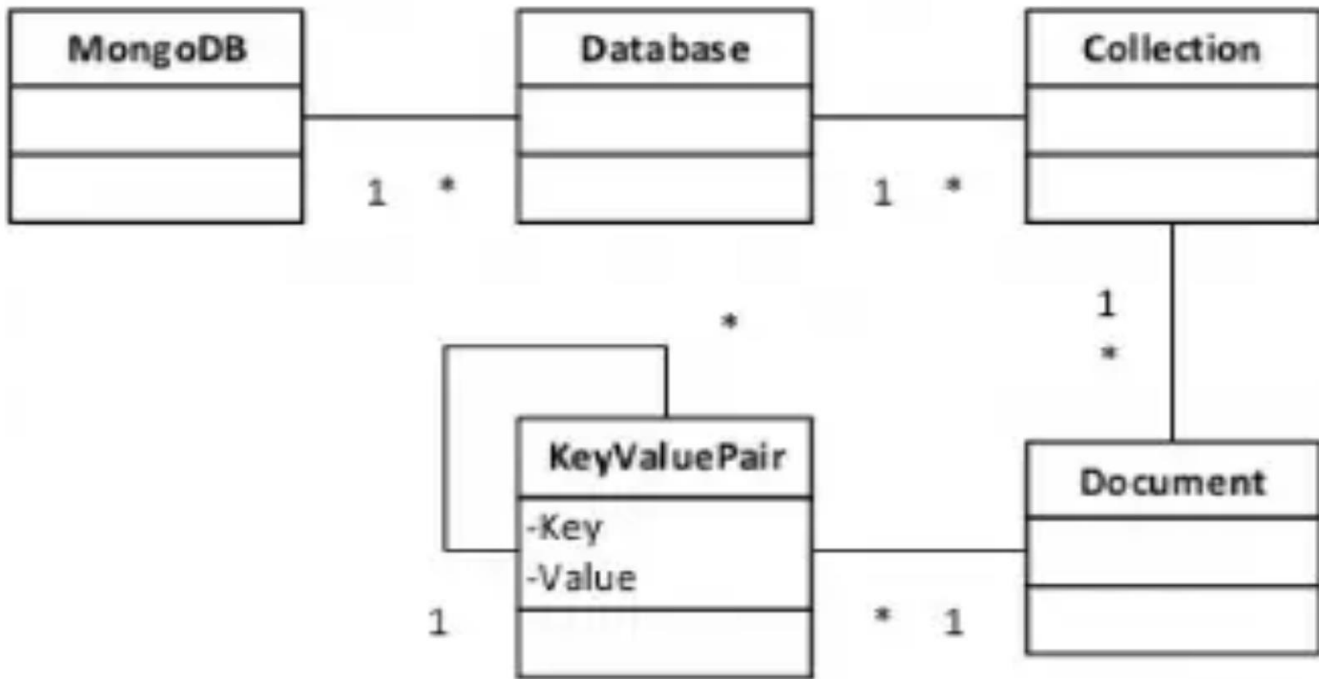 MongoDB
Database
Collection
1 *
1 *
1
*
*
KeyValuePair
-Key
-Value
1
* 1
Document